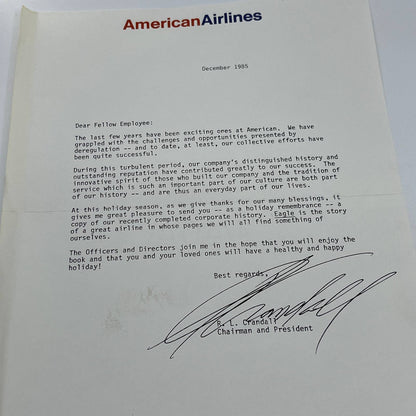 AmericanAirlines
December 1985
Dear Fellow Employee:
The last few years have been exciting ones at American. We have
grappled with the challenges and opportunities presented by
deregulation -- and to date, at least, our collective efforts have
been quite successful.
During this turbulent period, our company's distinguished history and
outstanding reputation have contributed greatly to our success. The
innovative spirit of those who built our company and the tradition of
service which is such an important part of our culture are both part
of our history -- and are thus an everyday part of our lives.
At this holiday season, as we give thanks for our many blessings, it
gives me great pleasure to send you -- as a holiday remembrance -- a
copy of our recently completed corporate history. Eagle is the story
of a great airline in whose pages we will all find something of
ourselves.
The Officers and Directors join me in the hope that you will enjoy the
book and that you and your loved ones will have a healthy and happy
holiday!
Best regards,
R. L. Crandall
Chairman and President